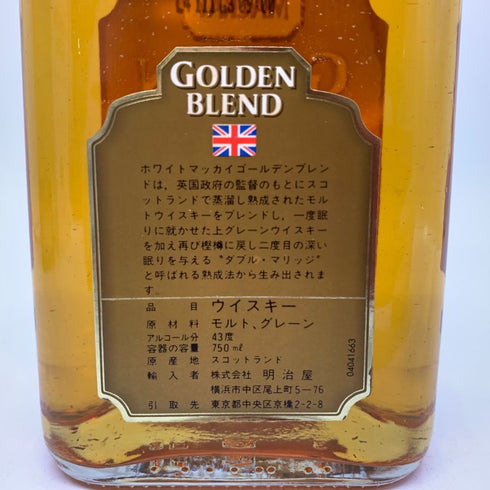 GOLDEN
BLEND
ホワイトマッカイゴールデンブレン
ドは、英国政府の監督のもとにスコ
ットランドで蒸溜し熟成されたモル
トウイスキーをブレンドし、一度眠
りに就かせた上グレーンウイスキー
を加え再び樫樽に戻し二度目の深い
眠りを与える〝ダブル・マリッジ〟
と呼ばれる熟成法から生み出されま
す。
品目 ウイスキー
原材料 モルト、グレーン
アルコール分 43度
容器の容量 750㎖
原産地 スコットランド
輸入者 株式会社 明治屋
横浜市中区尾上町5-76
引取先 東京都中央区京橋2-2-8
04041663